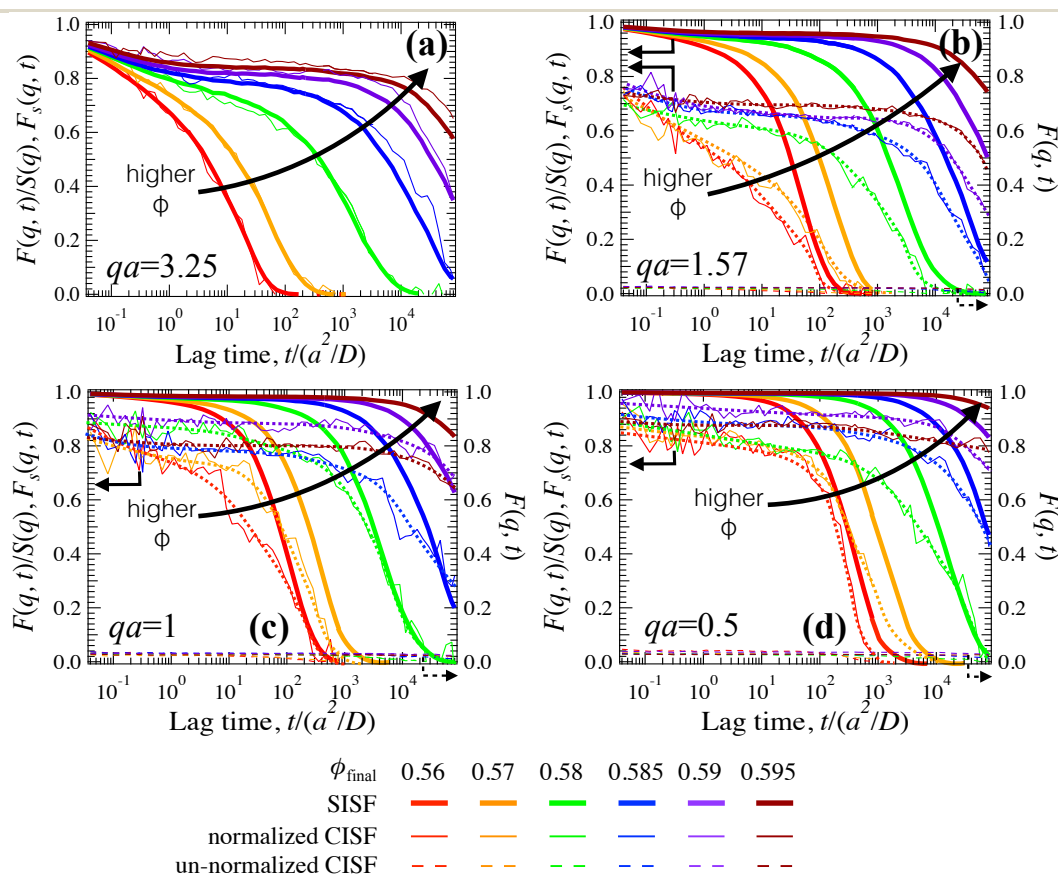 (a)
F(q, t)/S(q), F_s(q, t)
1.0
0.8
0.6
0.4
0.2
0.0
higher
ϕ
qa=3.25
10^-1 10^0 10^1 10^2 10^3 10^4
Lag time, t/(a^2/D)
(b)
F(q, t)/S(q), F_s(q, t)
1.0
0.8
0.6
0.4
0.2
0.0
higher
ϕ
qa=1.57
1.0
0.8
0.6
0.4
0.2
0.0
F(q, t)
10^-1 10^0 10^1 10^2 10^3 10^4
Lag time, t/(a^2/D)
F(q, t)/S(q), F_s(q, t)
1.0
0.8
0.6
0.4
0.2
0.0
higher
ϕ
qa=1
(c)
1.0
0.8
0.6
0.4
0.2
0.0
F(q, t)
10^-1 10^0 10^1 10^2 10^3 10^4
Lag time, t/(a^2/D)
F(q, t)/S(q), F_s(q, t)
1.0
0.8
0.6
0.4
0.2
0.0
higher
ϕ
qa=0.5
(d)
1.0
0.8
0.6
0.4
0.2
0.0
F(q, t)
10^-1 10^0 10^1 10^2 10^3 10^4
Lag time, t/(a^2/D)
ϕ_final 0.56 0.57 0.58 0.585 0.59 0.595
SISF
normalized CISF
un-normalized CISF